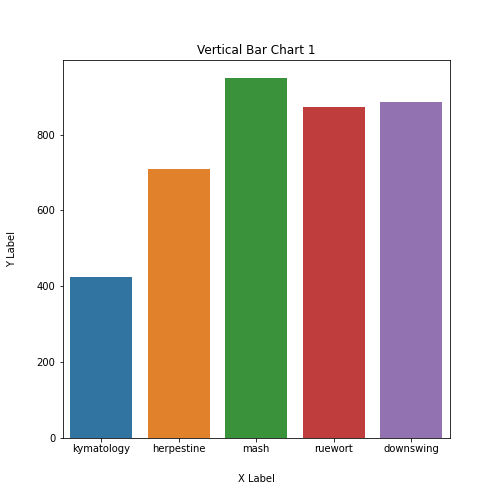 Vertical Bar Chart 1
Y Label
800
600
400
200
0
kymatology herpestine mash ruewort downswing
X Label